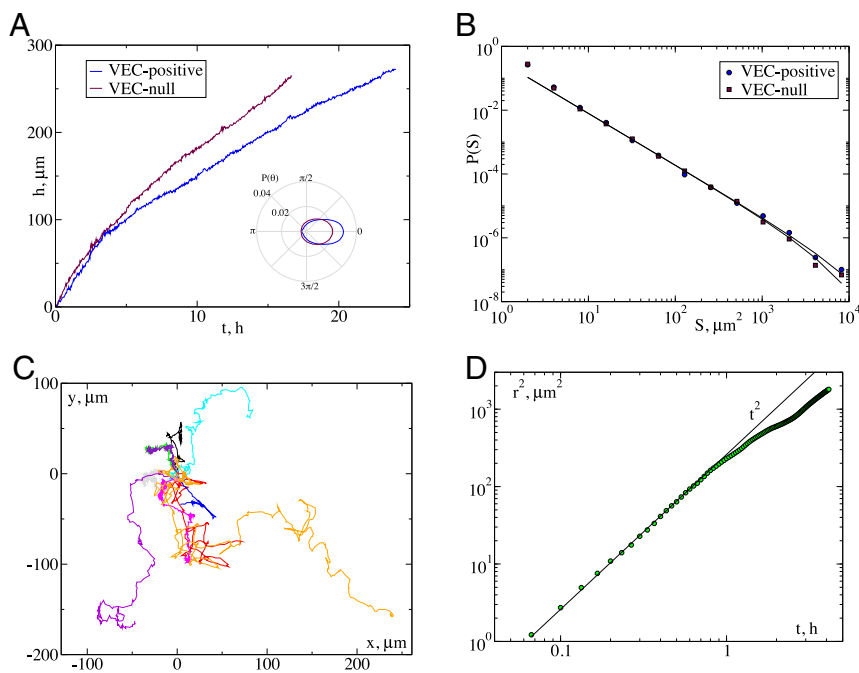 A
300
200
100
0
h, μm
VEC-positive
VEC-null
P(θ)
π/2
0.04
0.02
π
0
3π/2
0
10
20
t, h
B
10^0
10^-2
10^-4
10^-6
10^-8
P(S)
VEC-positive
VEC-null
10^0
10^1
10^2
10^3
10^4
S, μm^2
C
100
0
-100
-200
y, μm
x, μm
-100
0
100
200
D
r^2, μm^2
t^2
10^3
10^2
10^1
10^0
0.1
1
t, h